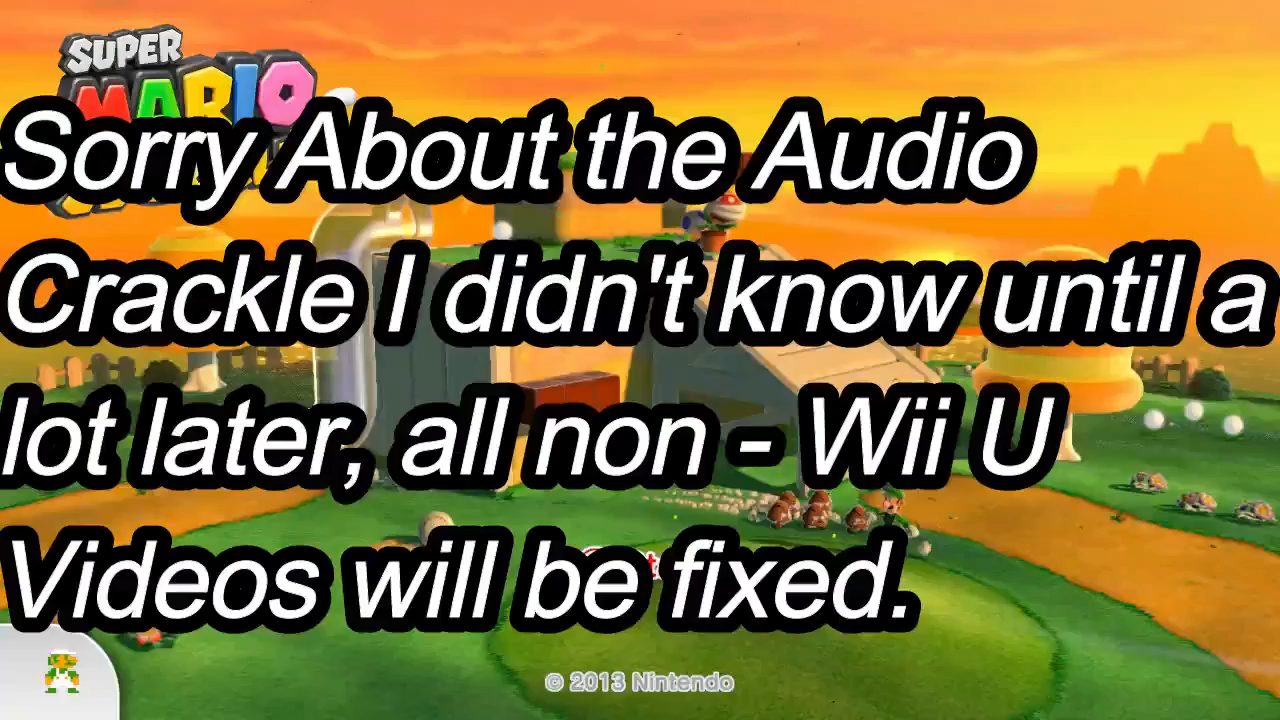 SUPER
MARIO
Sorry About the Audio
Crackle I didn't know until a
lot later, all non - Wii U
Videos will be fixed.
© 2013 Nintendo